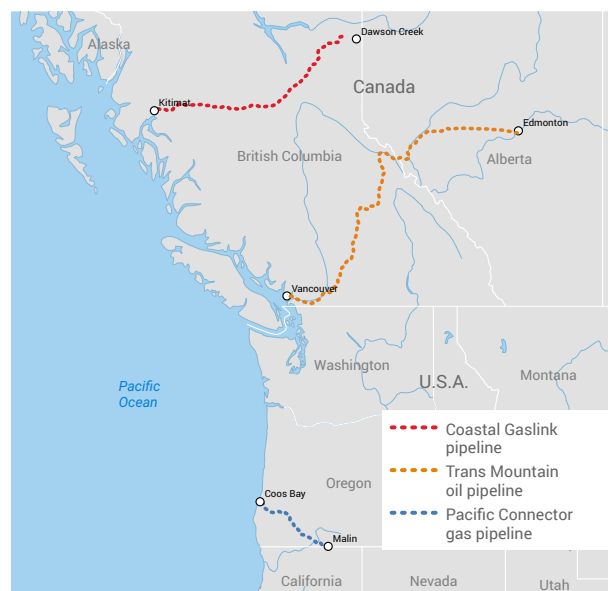 Dawson Creek
Alaska
Canada
Kitimat
Edmonton
British Columbia
Alberta
Vancouver
Washington
U.S.A.
Montana
Pacific
Ocean
Coastal Gaslink
pipeline
Trans Mountain
oil pipeline
Pacific Connector
gas pipeline
Oregon
Coos Bay
Malin
California
Nevada
Utah